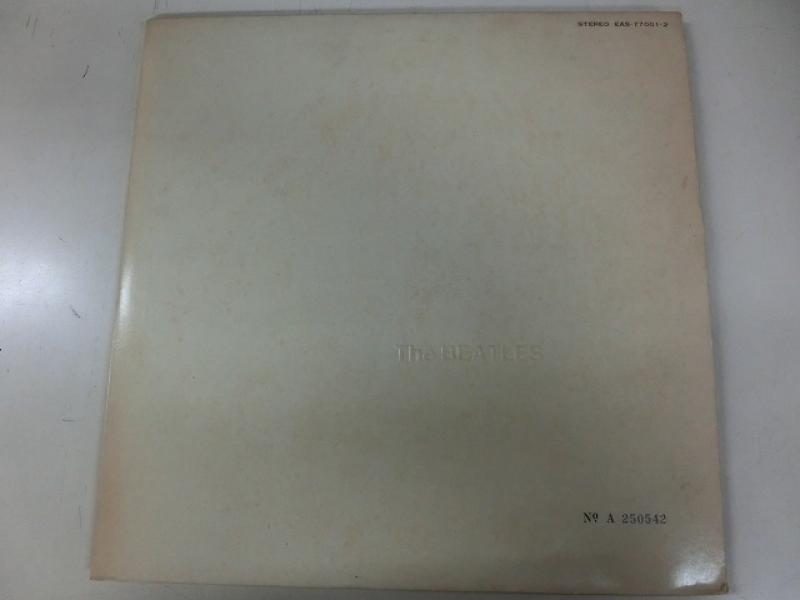 STEREO EAS-77001·2
The BEATLES
Nº A 250542